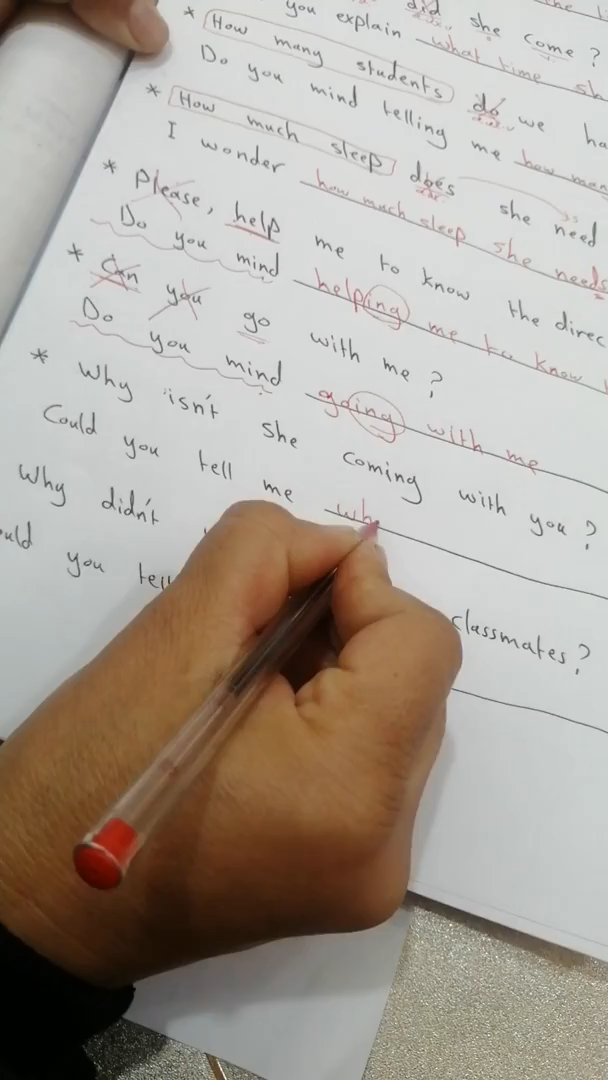 did she come ?
you explain what time
* How many students do we
Do you mind telling me how
* How much sleep does she need
I wonder how much sleep she needs
* Please, help me to know the
Do you mind helping me to know
* Can you go with me ?
Do you mind going with me
* Why isn't she coming with you ?
Could you tell me wh
Why didn't classmates ?
you tell